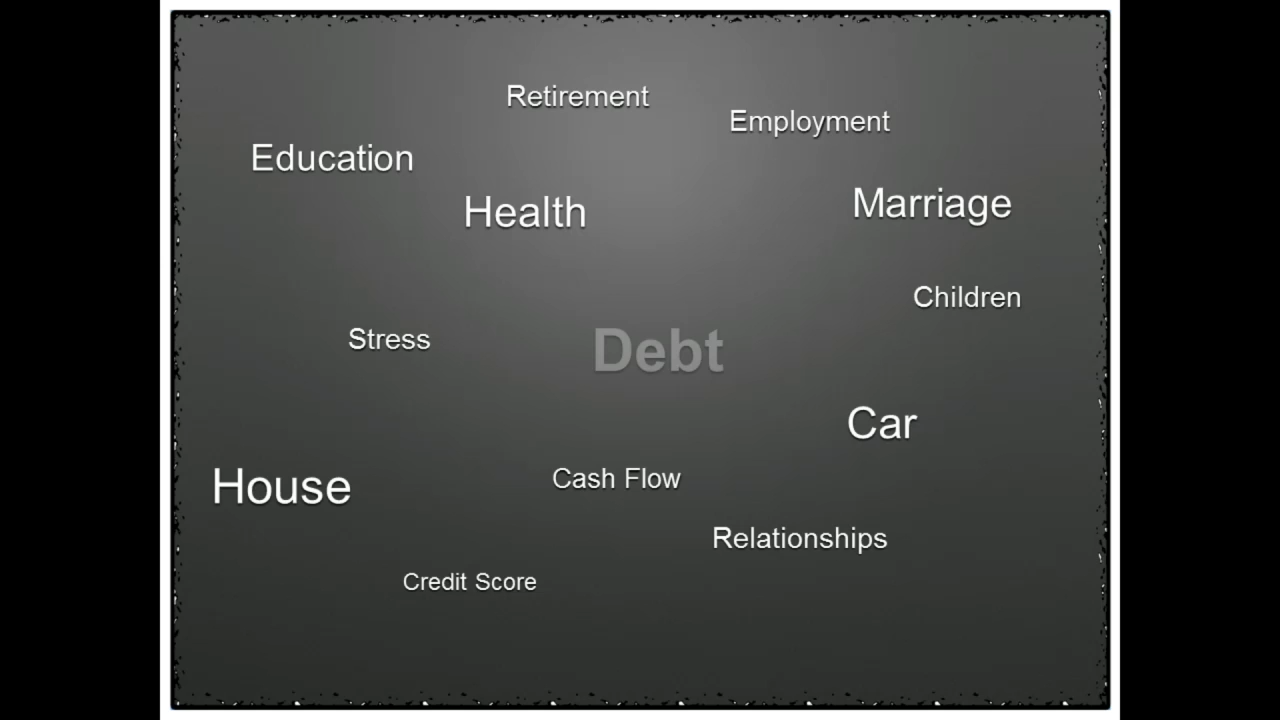 Retirement
Employment
Education
Health
Marriage
Children
Stress
Debt
Car
House
Cash Flow
Relationships
Credit Score